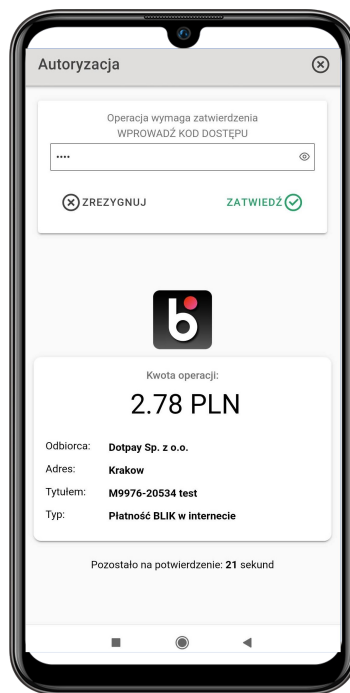 Autoryzacja
Operacja wymaga zatwierdzenia
WPROWADŹ KOD DOSTĘPU
••••
ZREZYGNUJ
ZATWIEDŹ
b
Kwota operacji:
2.78 PLN
Odbiorca: Dotpay Sp. z o.o.
Adres: Krakow
Tytułem: M9976-20534 test
Typ: Płatność BLIK w internecie
Pozostało na potwierdzenie: 21 sekund